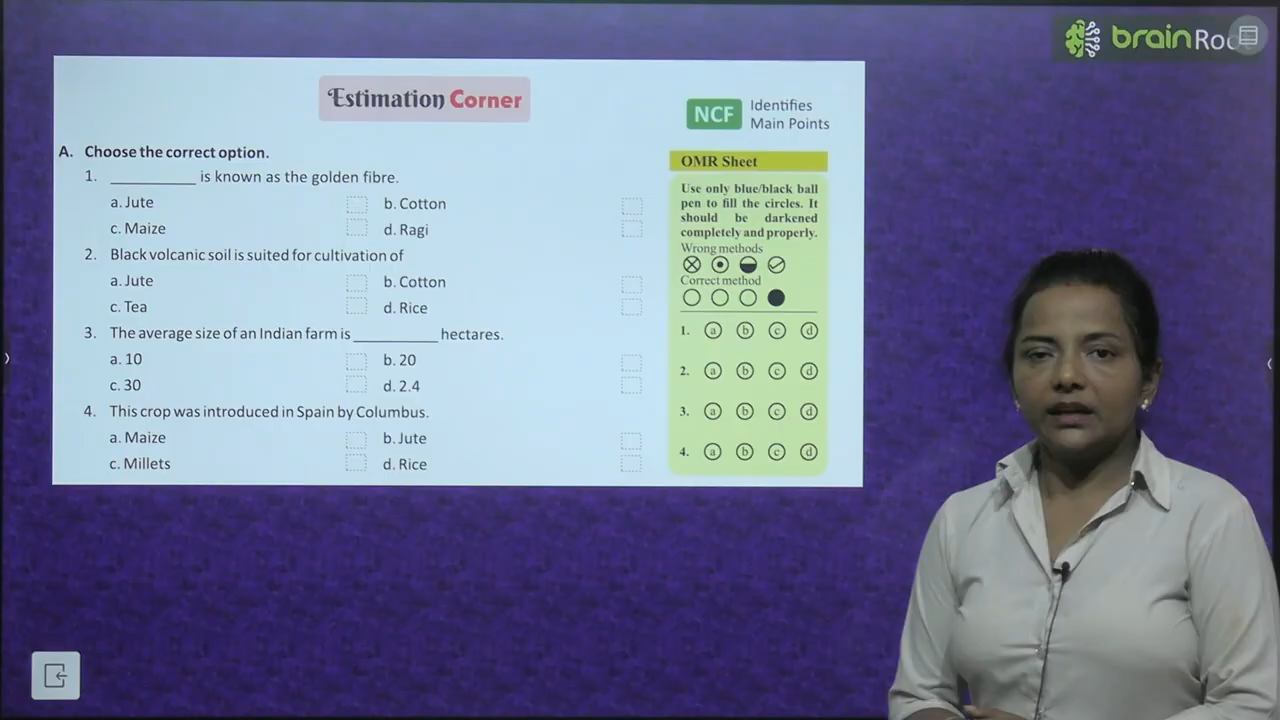 brainRo
Estimation Corner
NCF Identifies
Main Points
A. Choose the correct option.
1. __________ is known as the golden fibre.
a. Jute b. Cotton
c. Maize d. Ragi
2. Black volcanic soil is suited for cultivation of
a. Jute b. Cotton
c. Tea d. Rice
3. The average size of an Indian farm is __________ hectares.
a. 10 b. 20
c. 30 d. 2.4
4. This crop was introduced in Spain by Columbus.
a. Maize b. Jute
c. Millets d. Rice
OMR Sheet
Use only blue/black ball
pen to fill the circles. It
should be darkened
completely and properly.
Wrong methods
Correct method
1. a b c d
2. a b c d
3. a b c d
4. a b c d